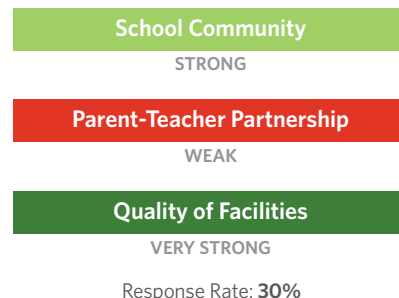 School Community
STRONG
Parent-Teacher Partnership
WEAK
Quality of Facilities
VERY STRONG
Response Rate: 30%